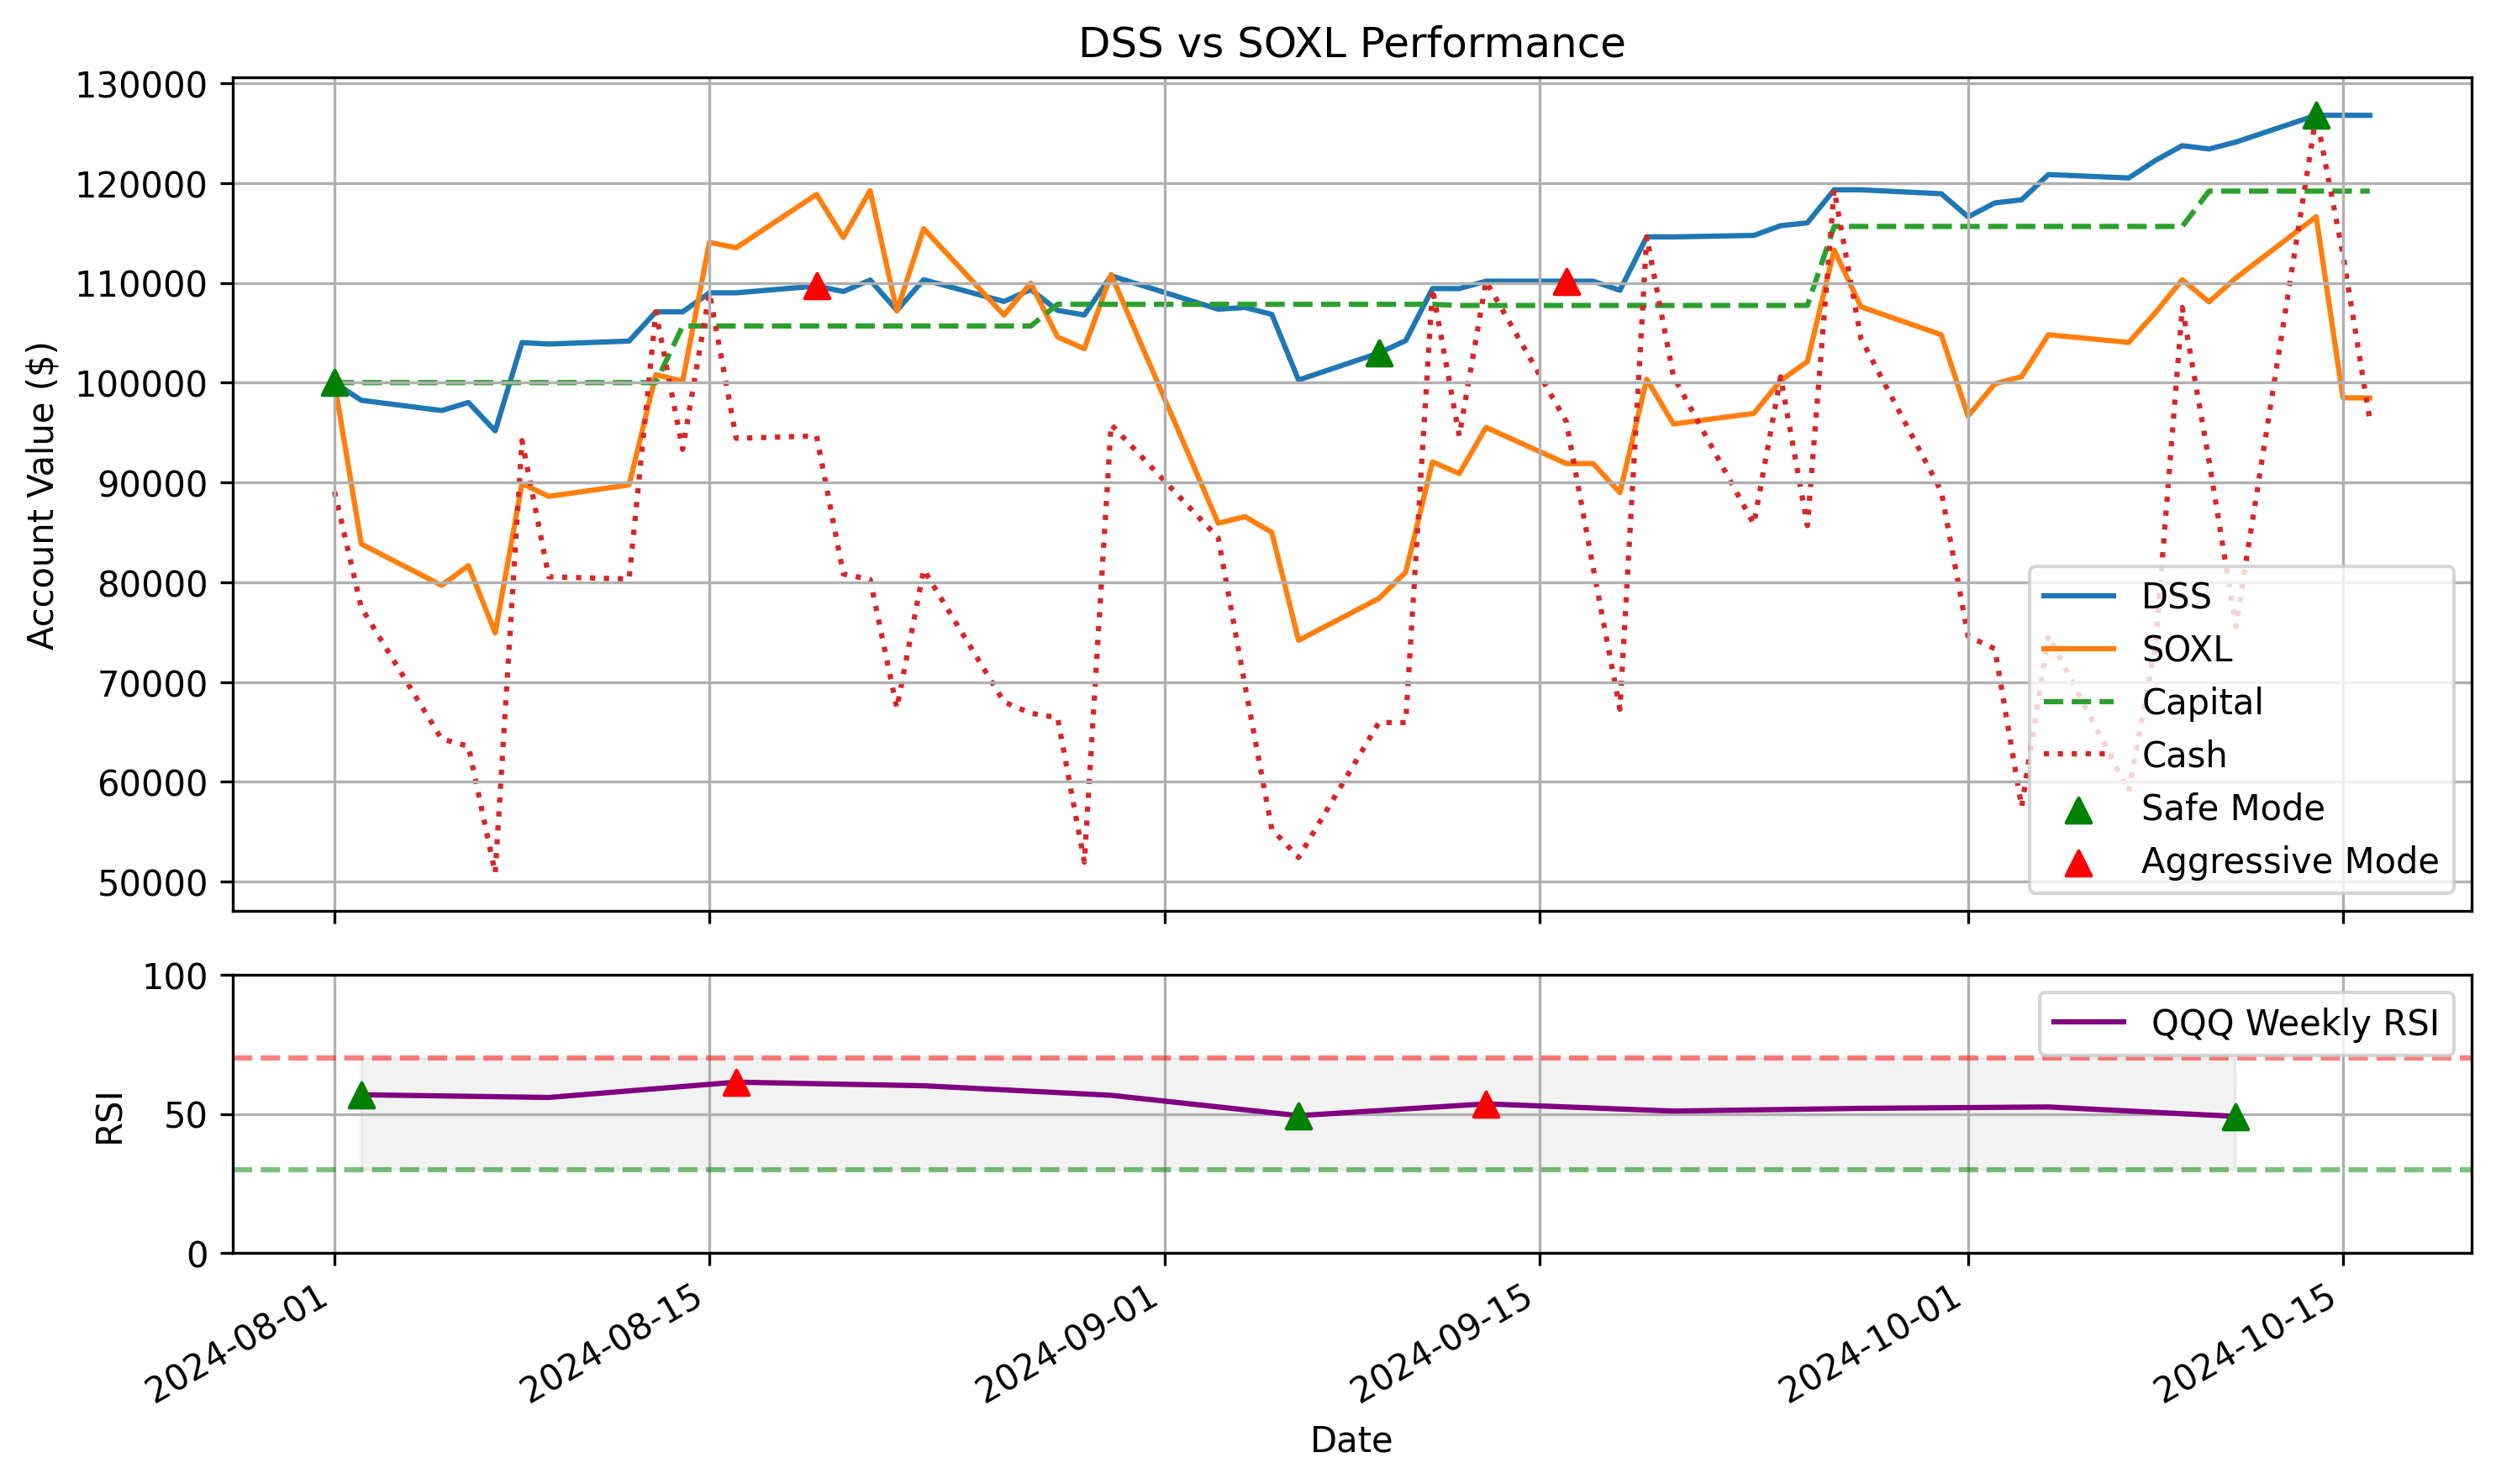 DSS vs SOXL Performance
130000
120000
110000
100000
90000
80000
70000
60000
50000
Account Value ($)
DSS
SOXL
Capital
Cash
Safe Mode
Aggressive Mode
100
50
0
RSI
QQQ Weekly RSI
2024-08-01
2024-08-15
2024-09-01
2024-09-15
2024-10-01
2024-10-15
Date